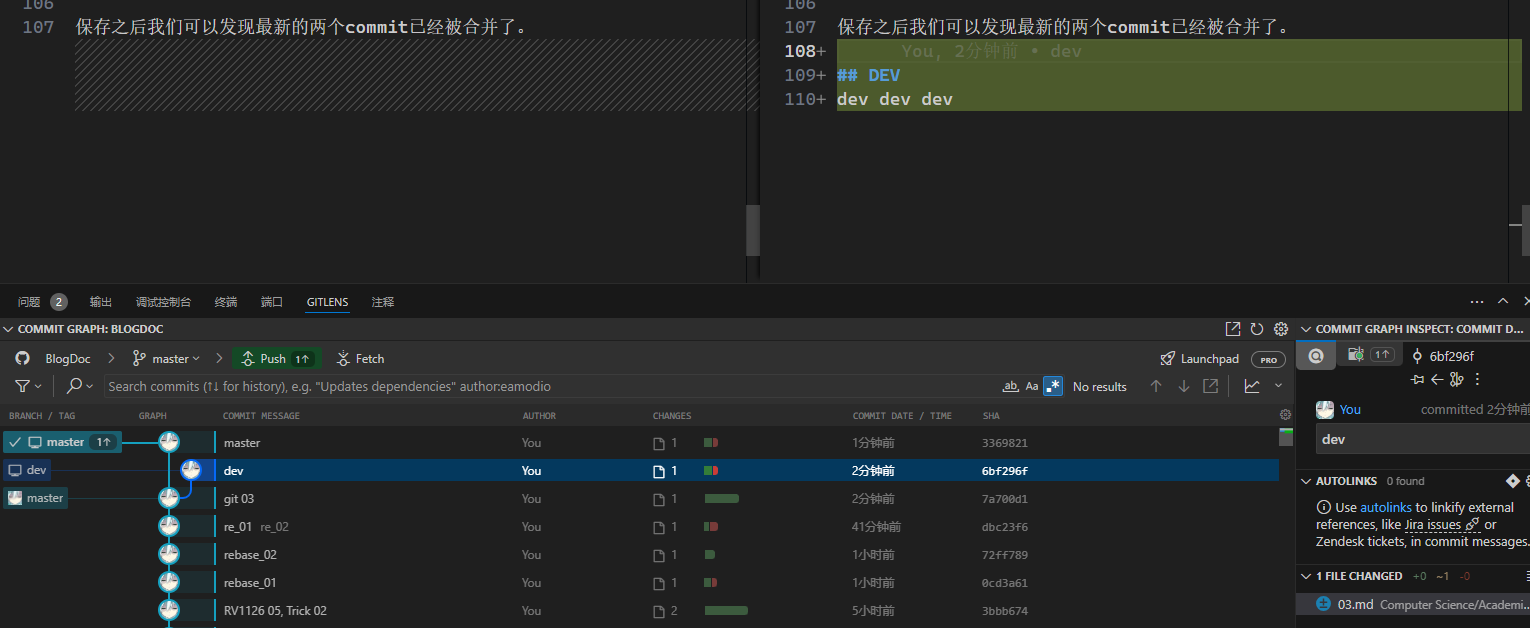 106 106
107 保存之后我们可以发现最新的两个commit已经被合并了。 107 保存之后我们可以发现最新的两个commit已经被合并了。
108+ You, 2分钟前 • dev
109+ ## DEV
110+ dev dev dev
问题 2 输出 调试控制台 终端 端口 GITLENS 注释
COMMIT GRAPH: BLOGDOC COMMIT GRAPH INSPECT: COMMIT D...
BlogDoc master Push 1↑ Fetch Launchpad PRO 1↑ 6bf296f
Search commits (↑↓ for history), e.g. "Updates dependencies" author:eamodio ab Aa .* No results
BRANCH / TAG GRAPH COMMIT MESSAGE AUTHOR CHANGES COMMIT DATE / TIME SHA
You committed 2分钟前
master 1↑ master You 1 1分钟前 3369821
dev
dev dev You 1 2分钟前 6bf296f
AUTOLINKS 0 found
master git 03 You 1 2分钟前 7a700d1
Use autolinks to linkify external
re_01 re_02 You 1 41分钟前 dbc23f6
references, like Jira issues or
Zendesk tickets, in commit messages.
rebase_02 You 1 1小时前 72ff789
rebase_01 You 1 1小时前 0cd3a61
1 FILE CHANGED +0 ~1 -0
RV1126 05, Trick 02 You 2 5小时前 3bbb674
03.md Computer Science/Academi...